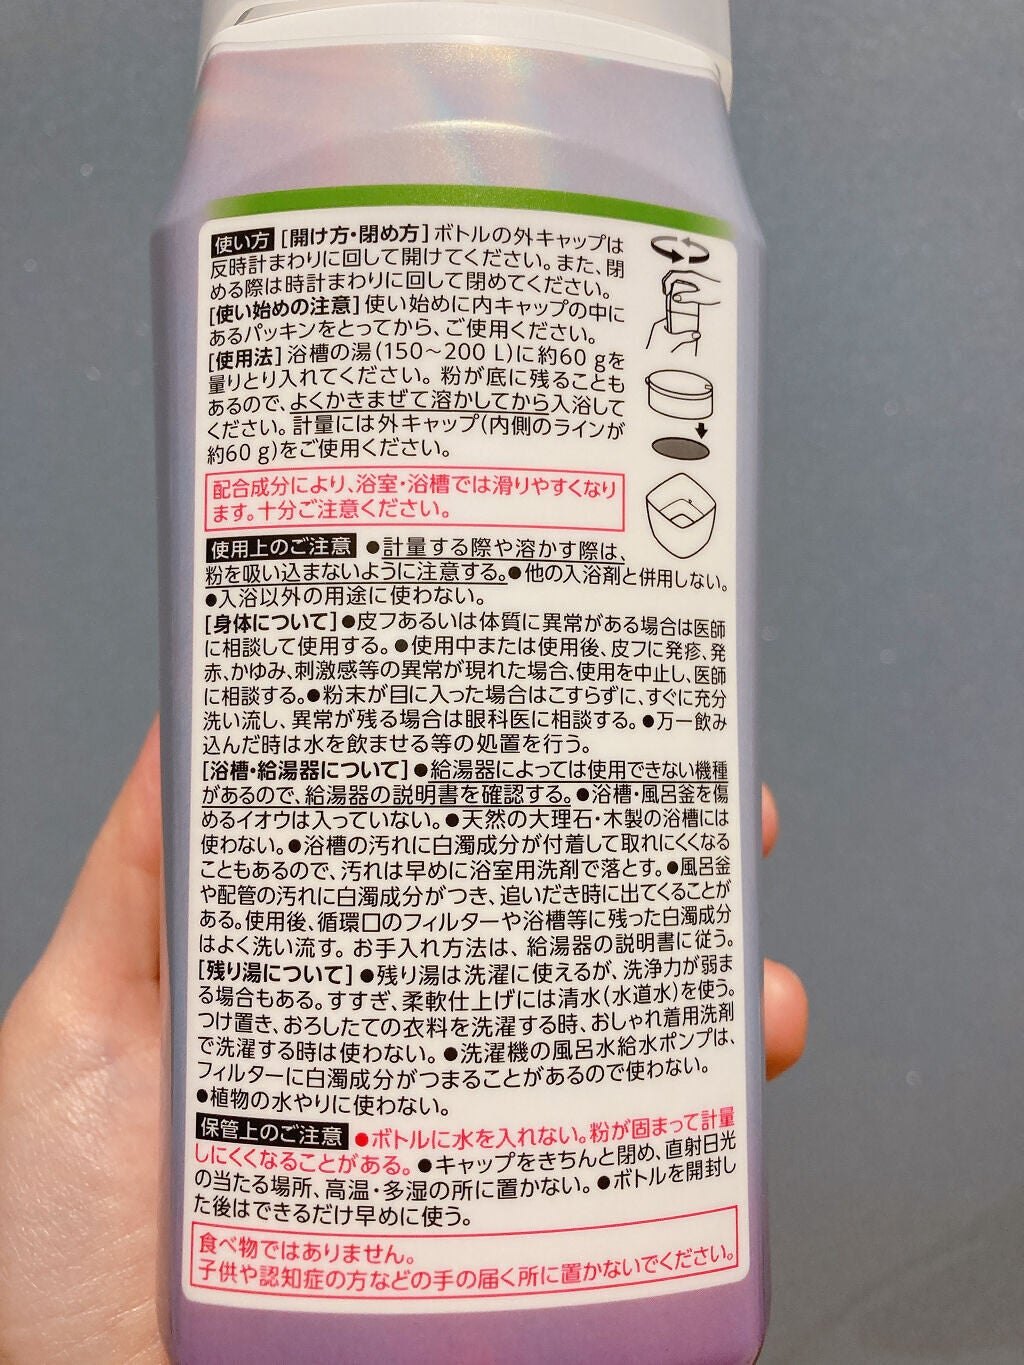 使い方 [開け方・閉め方]ボトルの外キャップは
反時計まわりに回して開けてください。また、閉
める際は時計まわりに回して閉めてください。
[使い始めの注意]使い始めに内キャップの中に
あるパッキンをとってから、ご使用ください。
[使用法]浴槽の湯(150〜200 L)に約60 gを
量りとり入れてください。粉が底に残ることも
あるので、よくかきまぜて溶かしてから入浴して
ください。計量には外キャップ(内側のラインが
約60 g)をご使用ください。
配合成分により、浴室・浴槽では滑りやすくなり
ます。十分ご注意ください。
使用上のご注意 ●計量する際や溶かす際は、
粉を吸い込まないように注意する。●他の入浴剤と併用しない。
●入浴以外の用途に使わない。
[身体について]●皮フあるいは体質に異常がある場合は医師
に相談して使用する。●使用中または使用後、皮フに発疹、発
赤、かゆみ、刺激感等の異常が現れた場合、使用を中止し、医師
に相談する。●粉末が目に入った場合はこすらずに、すぐに充分
洗い流し、異常が残る場合は眼科医に相談する。●万一飲み
込んだ時は水を飲ませる等の処置を行う。
[浴槽・給湯器について]●給湯器によっては使用できない機種
があるので、給湯器の説明書を確認する。●浴槽・風呂釜を傷
めるイオウは入っていない。●天然の大理石・木製の浴槽には
使わない。●浴槽の汚れに白濁成分が付着して取れにくくなる
こともあるので、汚れは早めに浴室用洗剤で落とす。●風呂釜
や配管の汚れに白濁成分がつき、追いだき時に出てくることが
ある。使用後、循環口のフィルターや浴槽等に残った白濁成分
はよく洗い流す。お手入れ方法は、給湯器の説明書に従う。
[残り湯について]●残り湯は洗濯に使えるが、洗浄力が弱ま
る場合もある。すすぎ、柔軟仕上げには清水(水道水)を使う。
つけ置き、おろしたての衣料を洗濯する時、おしゃれ着用洗剤
で洗濯する時は使わない。●洗濯機の風呂水給水ポンプは、
フィルターに白濁成分がつまることがあるので使わない。
●植物の水やりに使わない。
保管上のご注意 ●ボトルに水を入れない。粉が固まって計量
しにくくなることがある。●キャップをきちんと閉め、直射日光
の当たる場所、高温・多湿の所に置かない。●ボトルを開封し
た後はできるだけ早めに使う。
食べ物ではありません。
子供や認知症の方などの手の届く所に置かないでください。